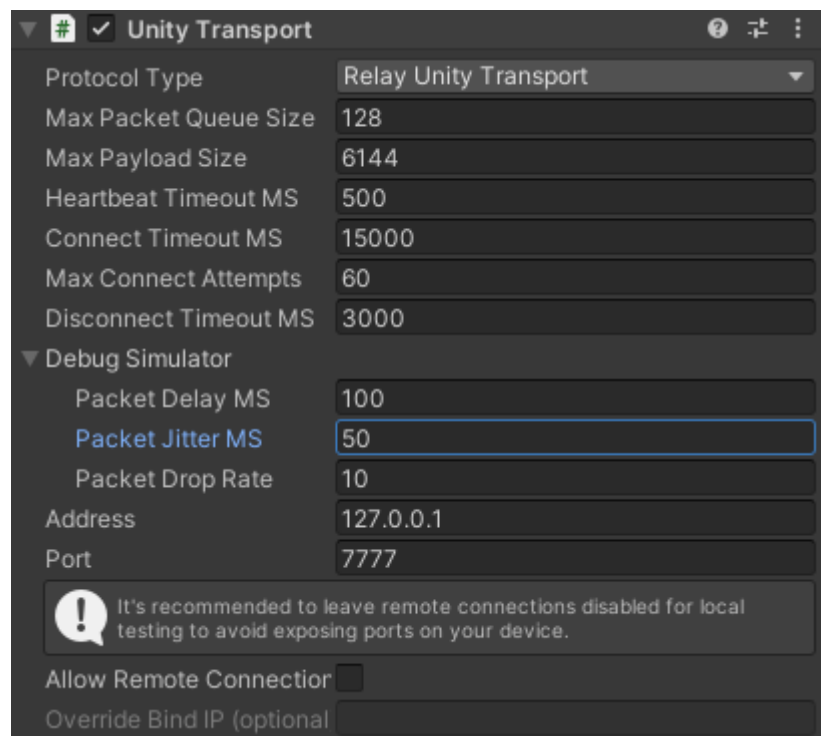 # Unity Transport
Protocol Type Relay Unity Transport
Max Packet Queue Size 128
Max Payload Size 6144
Heartbeat Timeout MS 500
Connect Timeout MS 15000
Max Connect Attempts 60
Disconnect Timeout MS 3000
Debug Simulator
Packet Delay MS 100
Packet Jitter MS 50
Packet Drop Rate 10
Address 127.0.0.1
Port 7777
It's recommended to leave remote connections disabled for local
testing to avoid exposing ports on your device.
Allow Remote Connection
Override Bind IP (optional